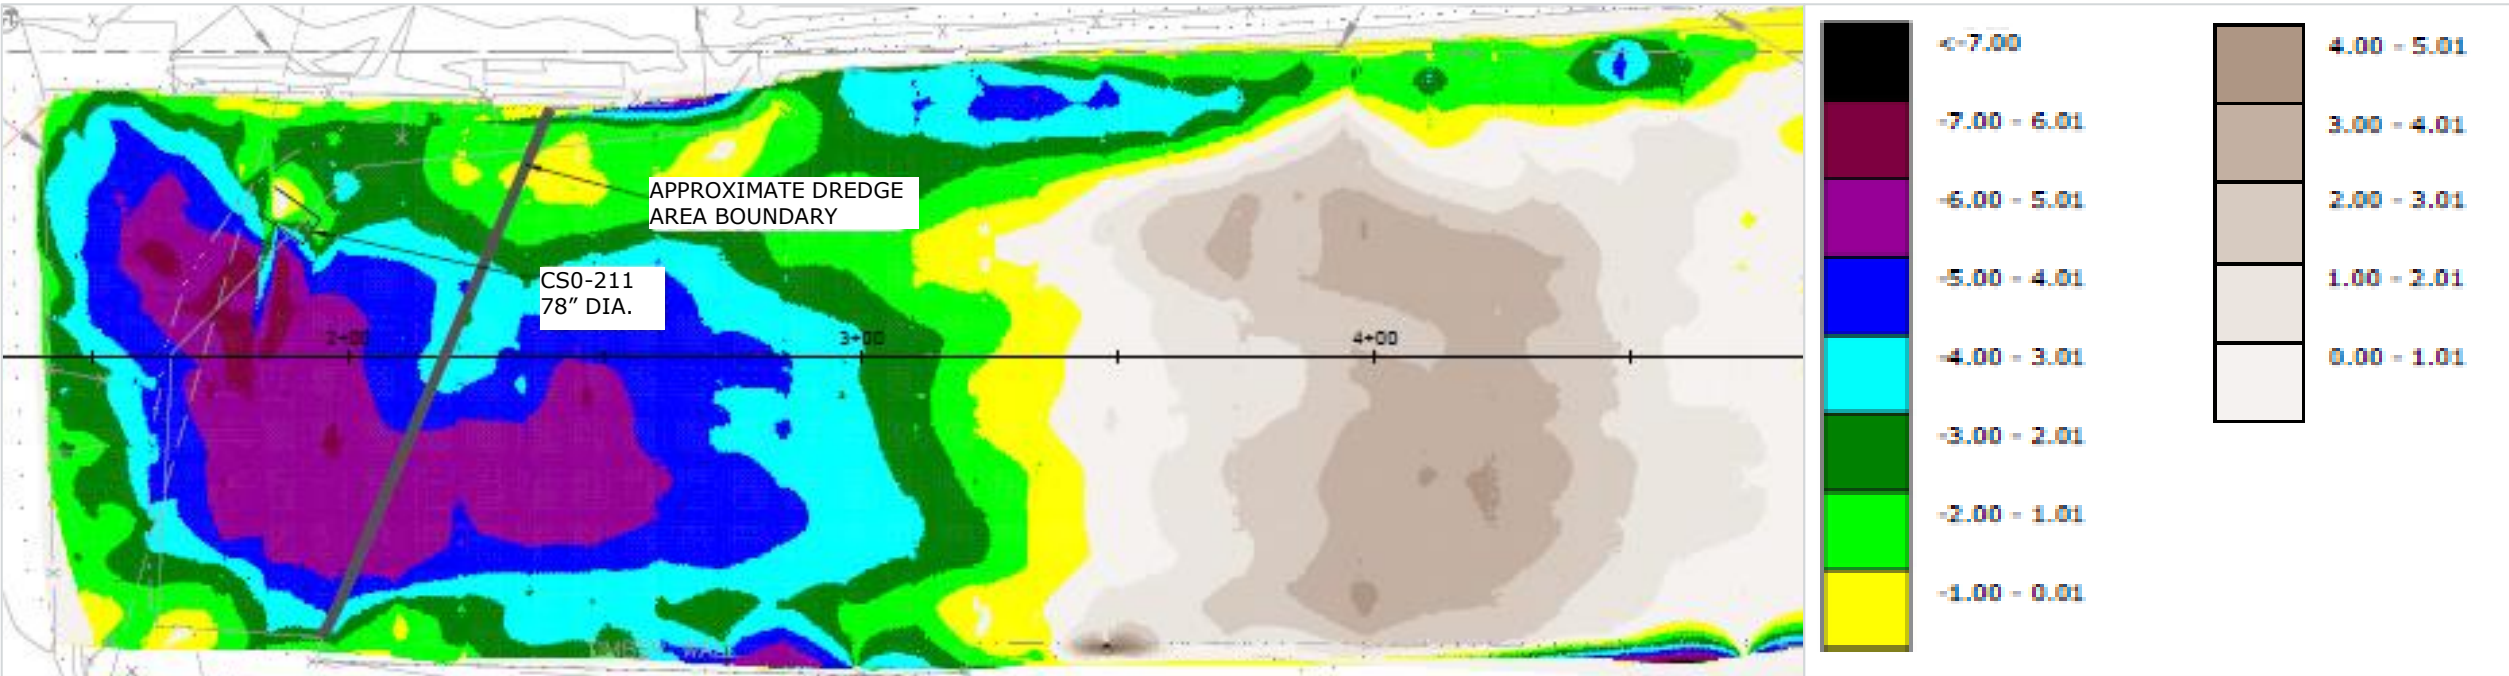 APPROXIMATE DREDGE
AREA BOUNDARY
CS0-211
78” DIA.
2+00
3+00
4+00
WALL
<-7.00
-7.00 - 6.01
-6.00 - 5.01
-5.00 - 4.01
-4.00 - 3.01
-3.00 - 2.01
-2.00 - 1.01
-1.00 - 0.01
4.00 - 5.01
3.00 - 4.01
2.00 - 3.01
1.00 - 2.01
0.00 - 1.01